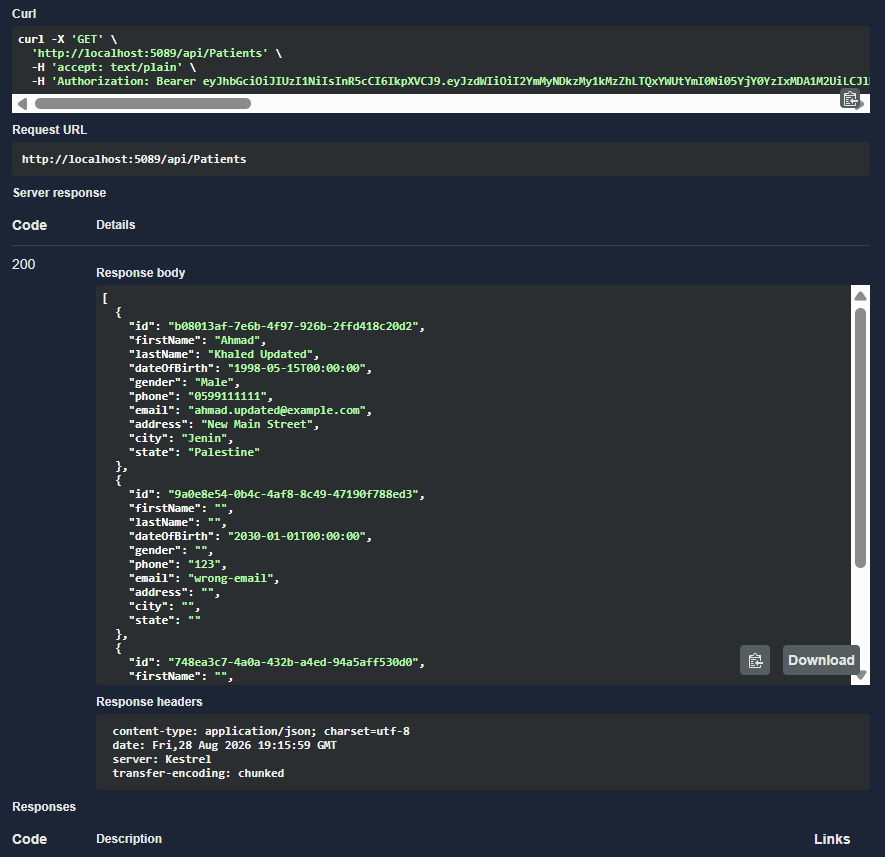 Curl
curl -X 'GET' \
'http://localhost:5089/api/Patients' \
-H 'accept: text/plain' \
-H 'Authorization: Bearer eyJhbGciOiJIUzI1NiIsInR5cCI6IkpXVCJ9.eyJzdWIiOiI2YmMyNDkzMy1kMzZhLTQxYWUtYmI0Ni05YjY0YzIxMDA1M2UiLCJl
Request URL
http://localhost:5089/api/Patients
Server response
Code Details
200
Response body
[
{
"id": "b08013af-7e6b-4f97-926b-2ffd418c20d2",
"firstName": "Ahmad",
"lastName": "Khaled Updated",
"dateOfBirth": "1998-05-15T00:00:00",
"gender": "Male",
"phone": "0599111111",
"email": "ahmad.updated@example.com",
"address": "New Main Street",
"city": "Jenin",
"state": "Palestine"
},
{
"id": "9a0e8e54-0b4c-4af8-8c49-47190f788ed3",
"firstName": "",
"lastName": "",
"dateOfBirth": "2030-01-01T00:00:00",
"gender": "",
"phone": "123",
"email": "wrong-email",
"address": "",
"city": "",
"state": ""
},
{
"id": "748ea3c7-4a0a-432b-a4ed-94a5aff530d0",
"firstName": "",
Download
Response headers
content-type: application/json; charset=utf-8
date: Fri,28 Aug 2026 19:15:59 GMT
server: Kestrel
transfer-encoding: chunked
Responses
Code Description Links